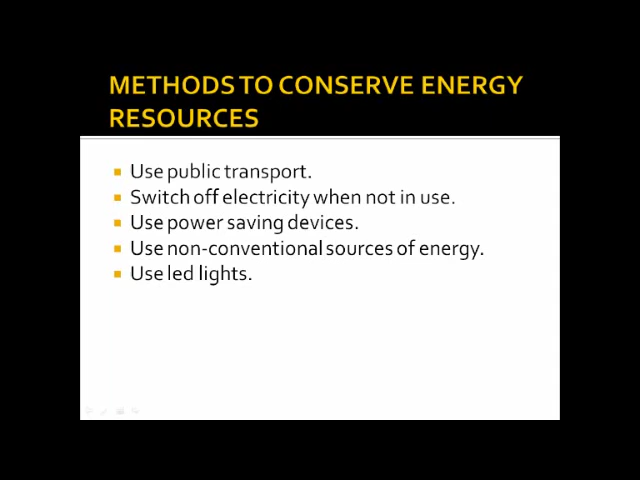 METHODS TO CONSERVE ENERGY
RESOURCES
Use public transport.
Switch off electricity when not in use.
Use power saving devices.
Use non-conventional sources of energy.
Use led lights.